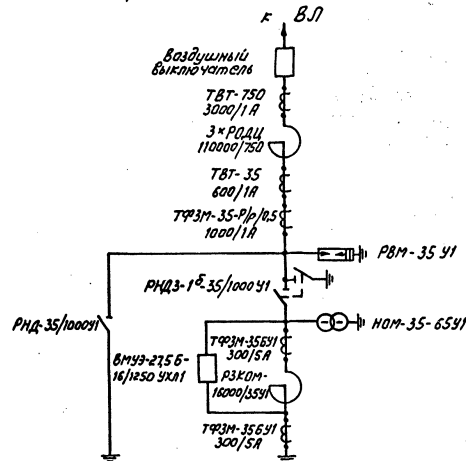 к ВЛ
Воздушный
выключатель
ТВТ-750
3000/1А
3×РОДЦ
110000/750
ТВТ-35
600/1А
ТФЗМ-35-Р/Р/0,5
1000/1А
РВМ-35 У1
РНДЗ-1б-35/1000У1
РНД-35/1000У1
НОМ-35-65У1
ТФЗМ-35БУ1
300/5А
ВМУЭ-27,5Б-
16/1250 УХЛ1
РЗКОМ-
16000/35У1
ТФЗМ-35БУ1
300/5А